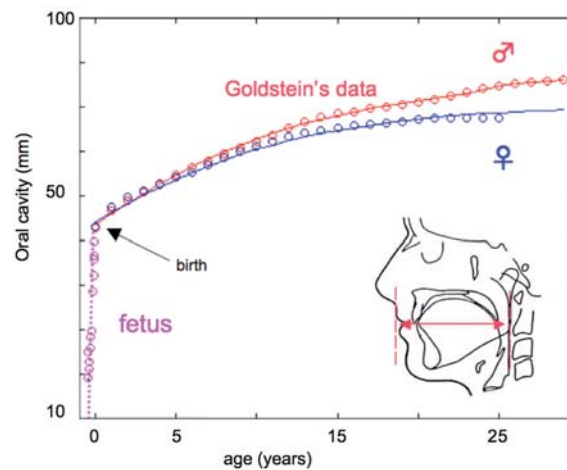 100
♂
Goldstein's data
Oral cavity (mm)
50
♀
birth
fetus
10
0 5 15 25
age (years)